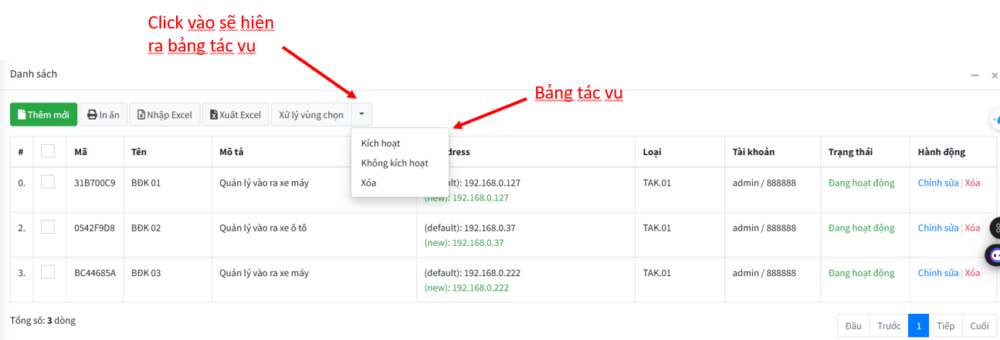 Click vào sẽ hiên
ra bảng tác vu
Danh sách
Bảng tác vu
Thêm mới In ấn Nhập Excel Xuất Excel Xử lý vùng chọn
Kích hoạt
Không kích hoạt
Xóa
# Mã Tên Mô tả dress Loại Tài khoản Trạng thái Hành động
0. 31B700C9 BĐK 01 Quản lý vào ra xe máy lt): 192.168.0.127 TAK.01 admin / 888888 Đang hoạt động Chỉnh sửa | Xóa
(new): 192.168.0.127
2. 0542F9D8 BĐK 02 Quản lý vào ra xe ô tô (default): 192.168.0.37 TAK.01 admin / 888888 Đang hoạt động Chỉnh sửa | Xóa
(new): 192.168.0.37
3. BC44685A BĐK 03 Quản lý vào ra xe máy (default): 192.168.0.222 TAK.01 admin / 888888 Đang hoạt động Chỉnh sửa | Xóa
(new): 192.168.0.222
Tổng số: 3 dòng
Đầu Trước 1 Tiếp Cuối